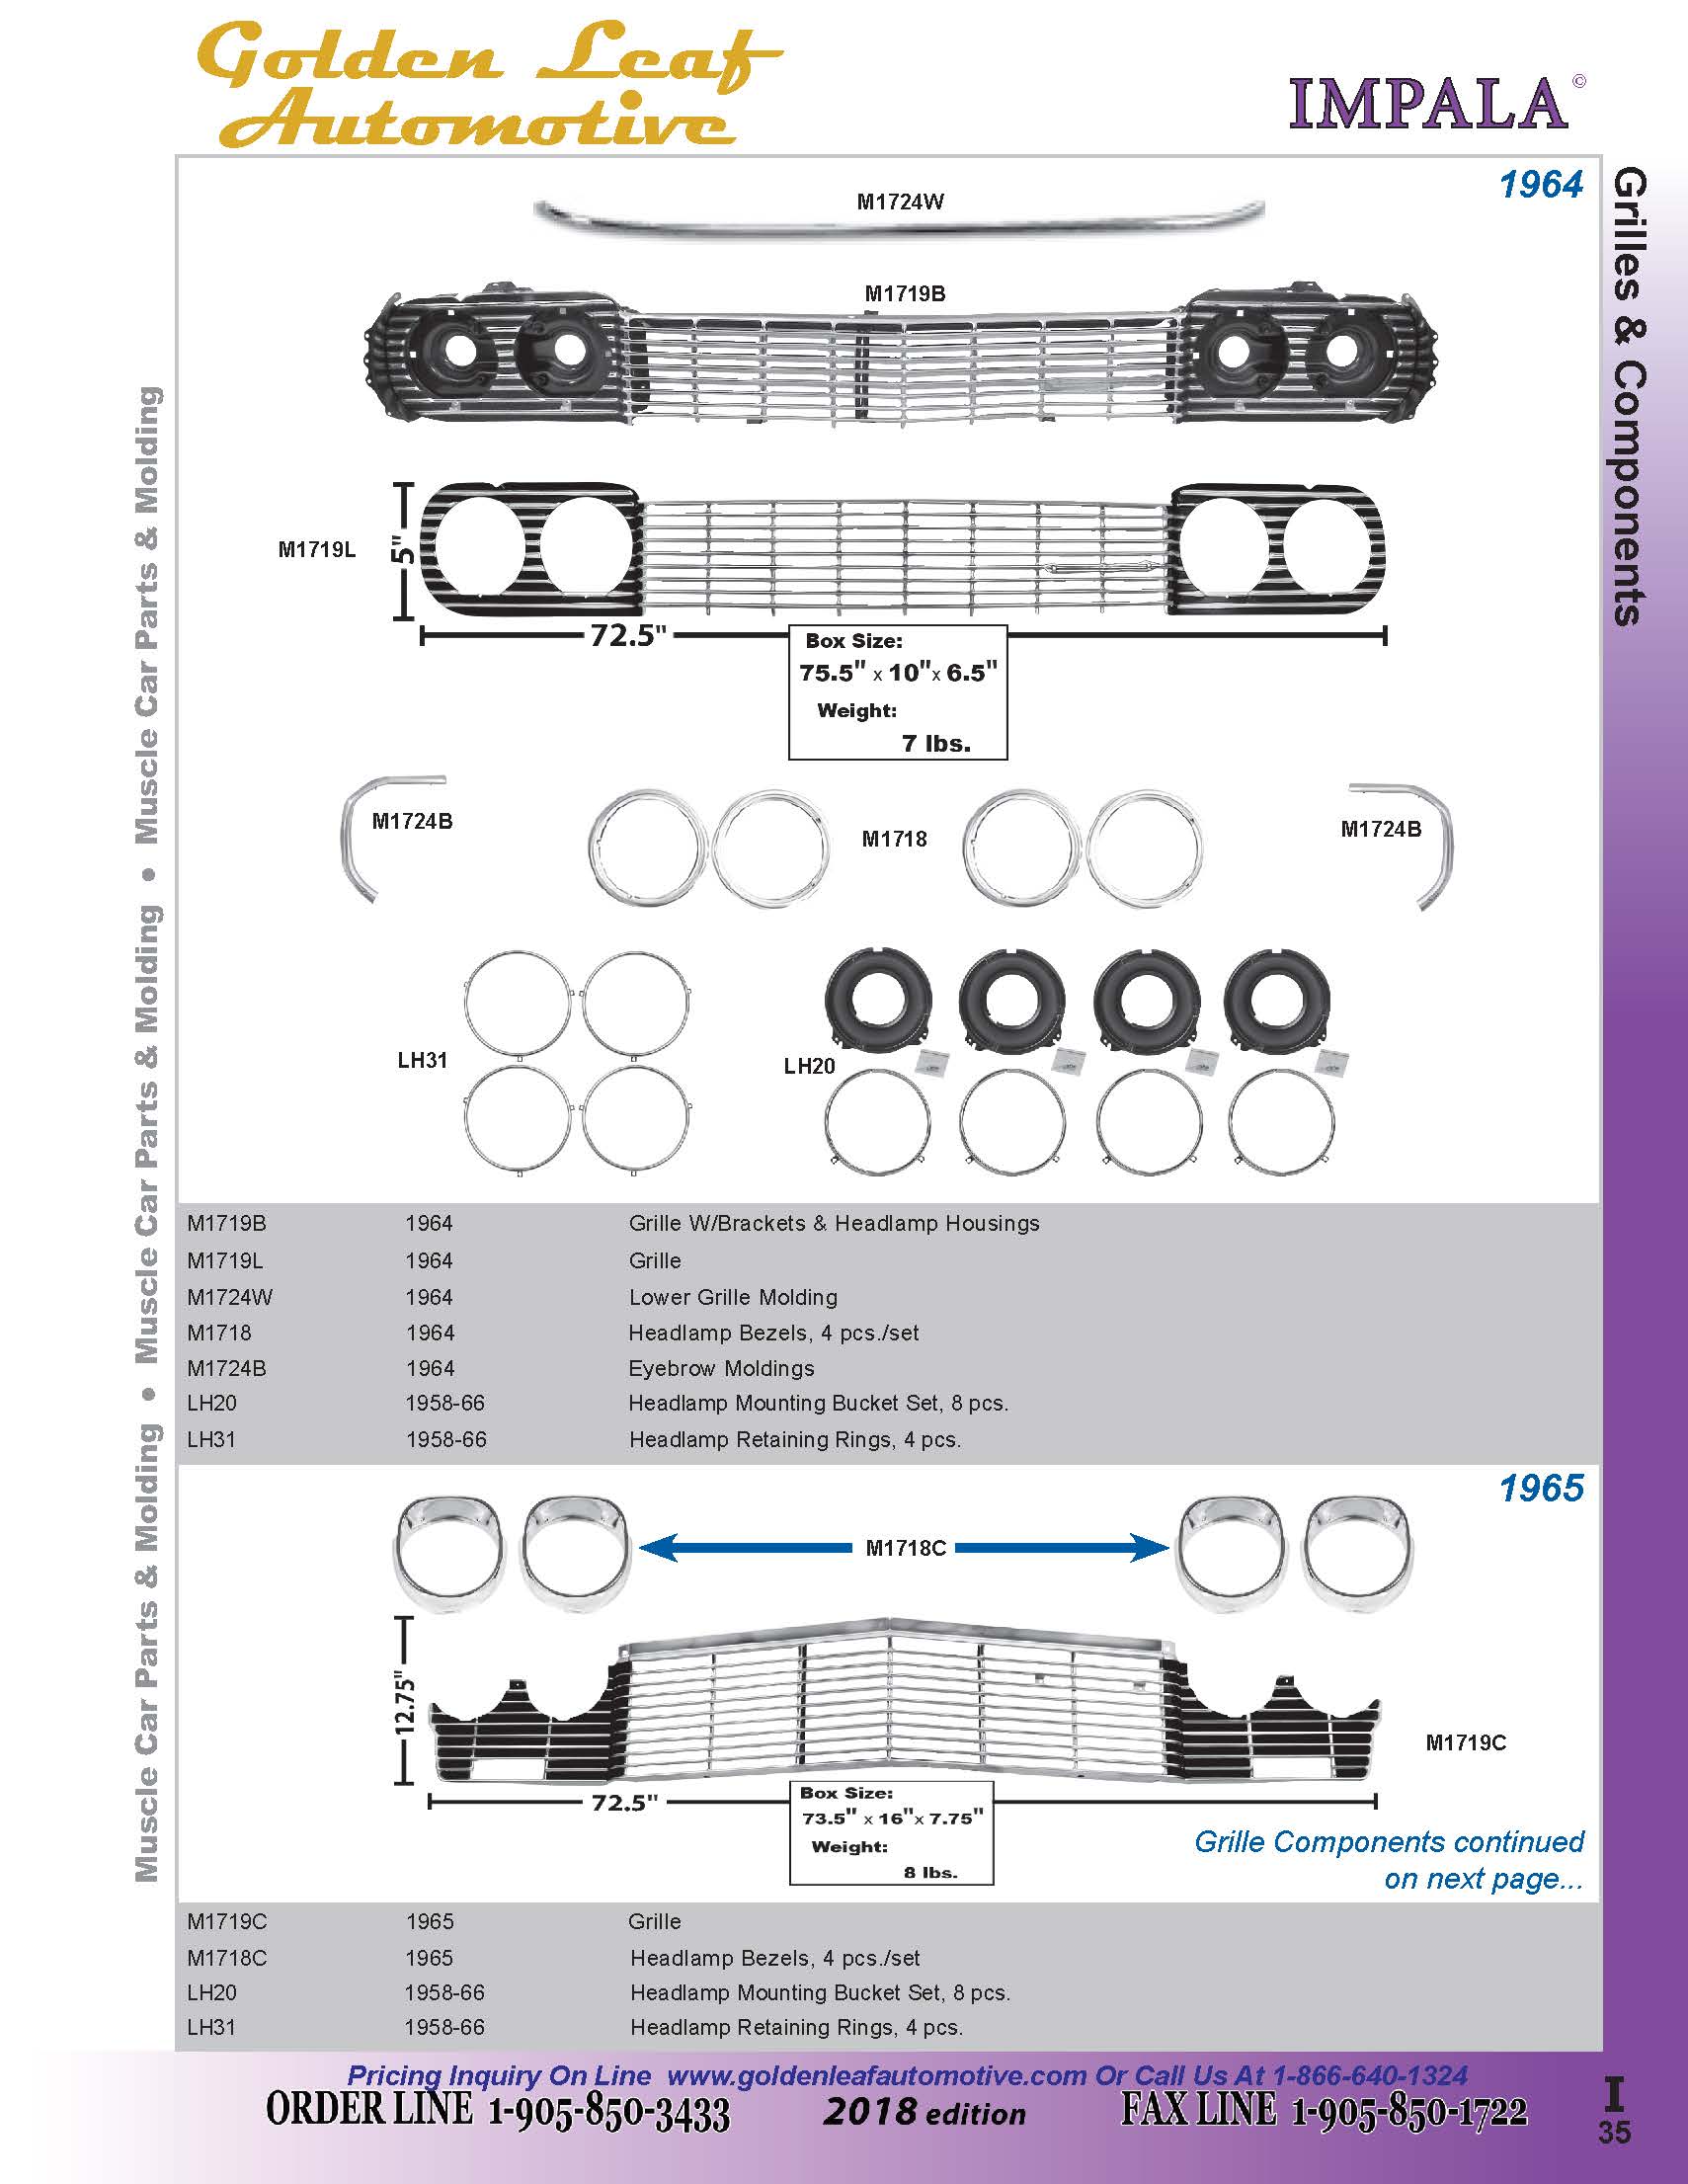 Golden Leaf
Automotive
IMPALA©
Grilles & Components
Muscle Car Parts & Molding • Muscle Car Parts & Molding • Muscle Car Parts & Molding
1964
M1724W
M1719B
M1719L
5"
72.5"
Box Size:
75.5" x 10"x 6.5"
Weight:
7 lbs.
M1724B
M1718
M1724B
LH31
LH20
M1719B 1964 Grille W/Brackets & Headlamp Housings
M1719L 1964 Grille
M1724W 1964 Lower Grille Molding
M1718 1964 Headlamp Bezels, 4 pcs./set
M1724B 1964 Eyebrow Moldings
LH20 1958-66 Headlamp Mounting Bucket Set, 8 pcs.
LH31 1958-66 Headlamp Retaining Rings, 4 pcs.
1965
M1718C
12.75"
M1719C
72.5"
Box Size:
73.5" x 16"x 7.75"
Weight:
8 lbs.
Grille Components continued
on next page...
M1719C 1965 Grille
M1718C 1965 Headlamp Bezels, 4 pcs./set
LH20 1958-66 Headlamp Mounting Bucket Set, 8 pcs.
LH31 1958-66 Headlamp Retaining Rings, 4 pcs.
Pricing Inquiry On Line www.goldenleafautomotive.com Or Call Us At 1-866-640-1324
ORDER LINE 1-905-850-3433 2018 edition FAX LINE 1-905-850-1722
I
35